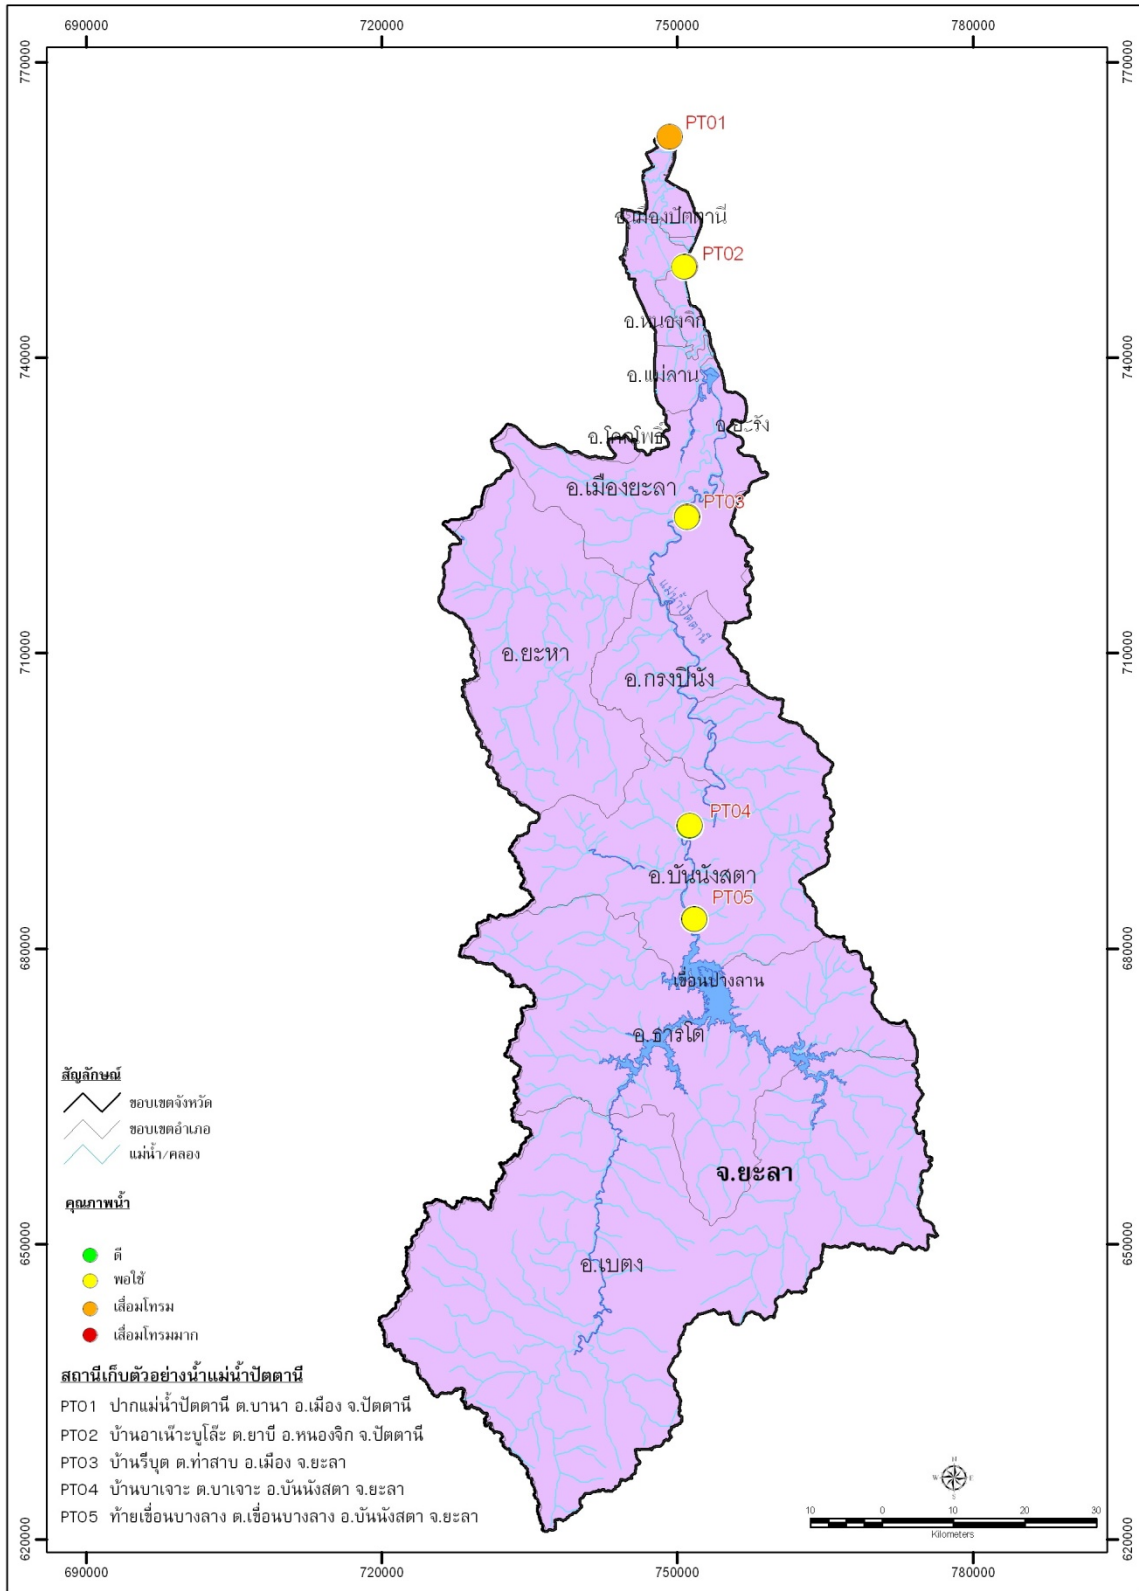 690000 720000 750000 780000
770000 770000
PT01
อ.เมืองปัตตานี
PT02
อ.หนองจิก
740000 740000
อ.แม่ลาน
อ.ยะรัง
อ.โคกโพธิ์
อ.เมืองยะลา
PT03
แม่น้ำปัตตานี
710000 710000
อ.ยะหา
อ.กรงปินัง
PT04
อ.บันนังสตา
PT05
680000 680000
เขื่อนบางลาน
อ.ธารโต
สัญลักษณ์
ขอบเขตจังหวัด
ขอบเขตอำเภอ
แม่น้ำ/คลอง
จ.ยะลา
คุณภาพน้ำ
650000 650000
ดี
อ.เบตง
พอใช้
เสื่อมโทรม
เสื่อมโทรมมาก
สถานีเก็บตัวอย่างน้ำแม่น้ำปัตตานี
PT01 ปากแม่น้ำปัตตานี ต.บานา อ.เมือง จ.ปัตตานี
PT02 บ้านอาเน๊าะบูโล๊ะ ต.ยาบี อ.หนองจิก จ.ปัตตานี
PT03 บ้านรีบุด ต.ท่าสาบ อ.เมือง จ.ยะลา
PT04 บ้านบาเจาะ ต.บาเจาะ อ.บันนังสตา จ.ยะลา
PT05 ท้ายเขื่อนบางลาง ต.เขื่อนบางลาง อ.บันนังสตา จ.ยะลา
N
W E
S
10 0 10 20 30
Kilometers
620000 620000
690000 720000 750000 780000